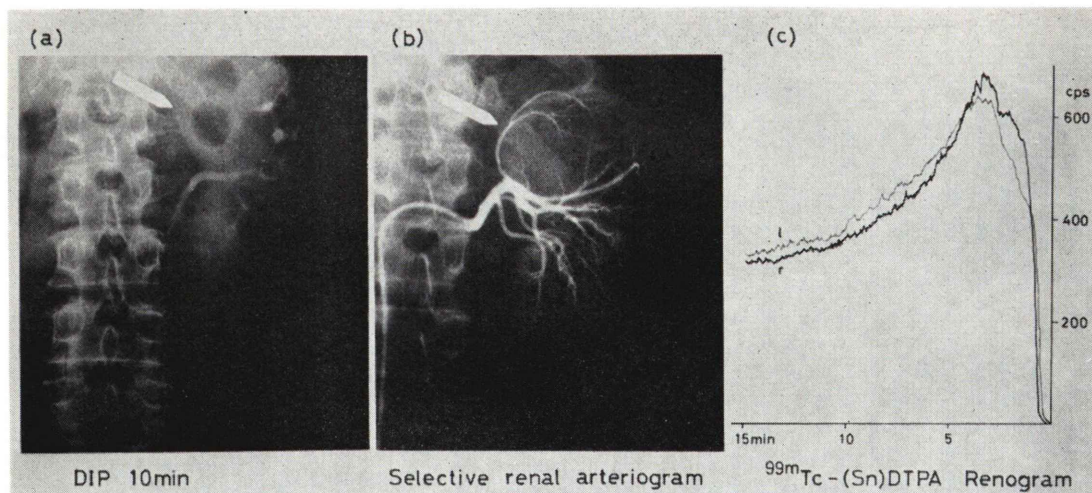 (a)
(b)
(c)
cps
600
400
200
l
r
15min
10
5
DIP 10min
Selective renal arteriogram
99mTc-(Sn)DTPA Renogram